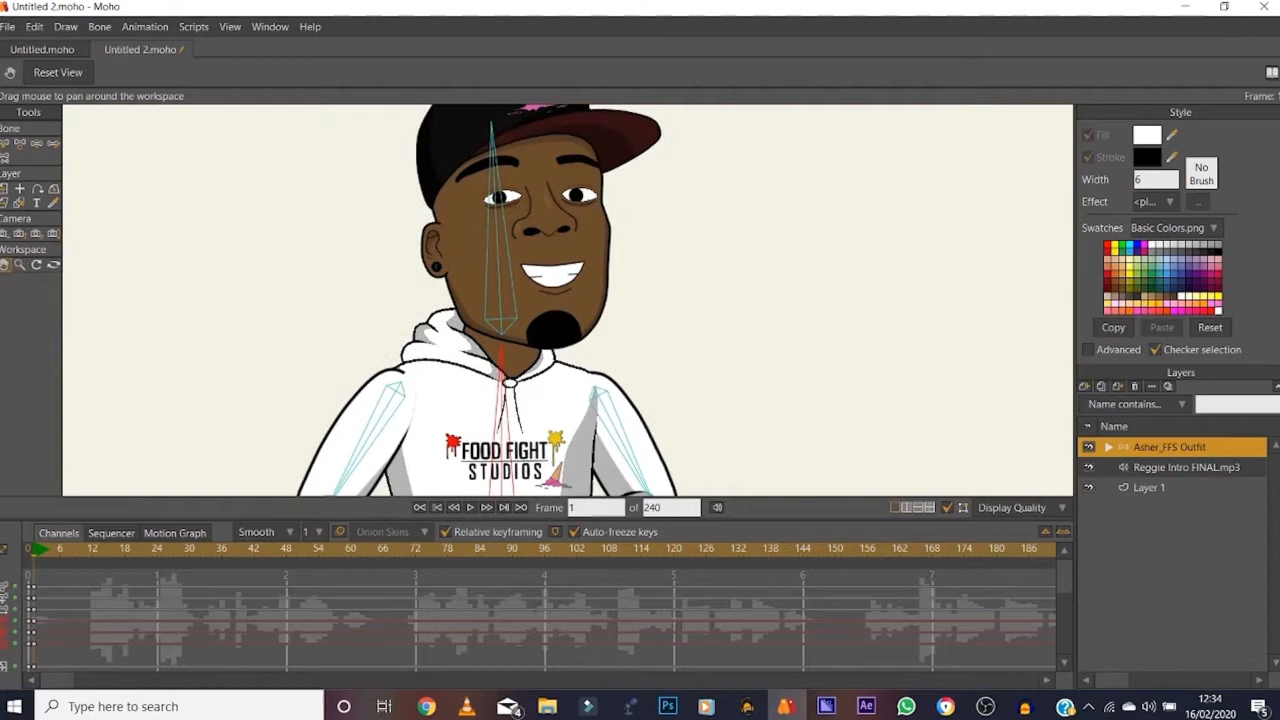 Untitled 2.moho - Moho
File Edit Draw Bone Animation Scripts View Window Help
Untitled.moho Untitled 2.moho
Reset View
Drag mouse to pan around the workspace Frame: 1
Tools
Bone
Layer
Camera
Workspace
Style
Fill
Stroke
Width 6
No Brush
Effect <pl... ...
Swatches Basic Colors.png
Copy Paste Reset
Advanced Checker selection
Layers
Name contains...
Name
Asher_FFS Outfit
Reggie Intro FINAL.mp3
Layer 1
FOOD FIGHT
STUDIOS
Frame 1 of 240 Display Quality
Channels Sequencer Motion Graph Smooth 1 Onion Skins Relative keyframing Auto-freeze keys
0 6 12 18 24 30 36 42 48 54 60 66 72 78 84 90 96 102 108 114 120 126 132 138 144 150 156 162 168 174 180 186
0 1 2 3 4 5 6 7
Type here to search
4
12:34
16/02/2020
5